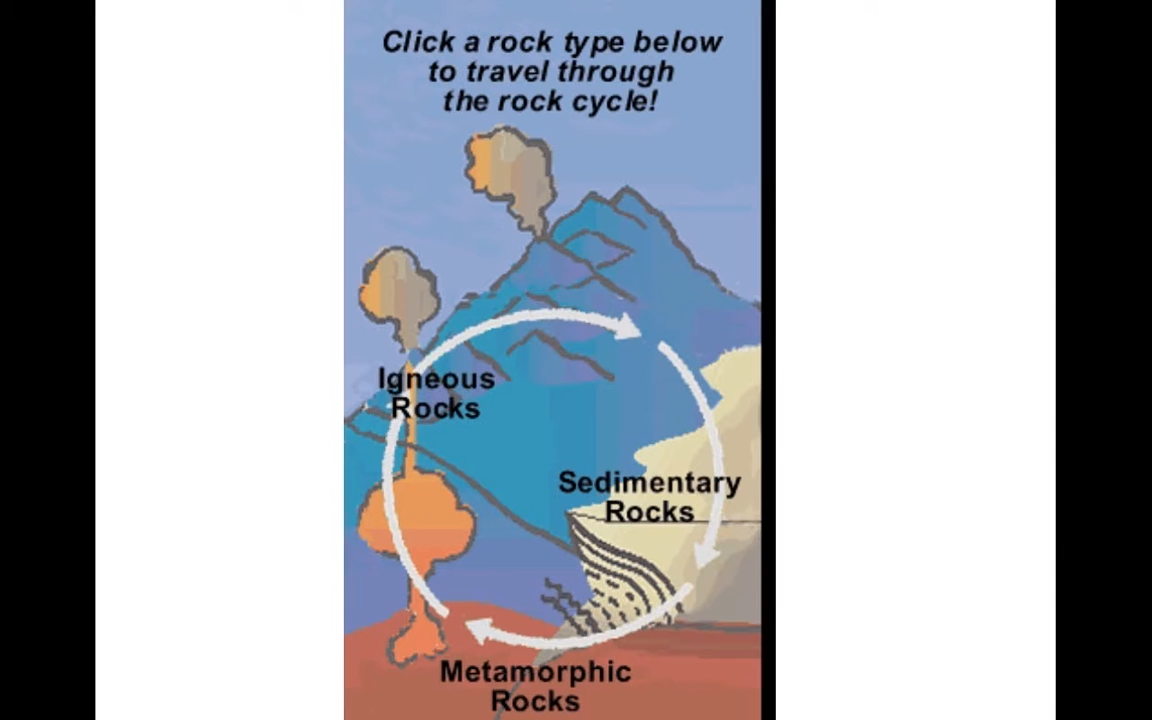 Click a rock type below
to travel through
the rock cycle!
Igneous
Rocks
Sedimentary
Rocks
Metamorphic
Rocks